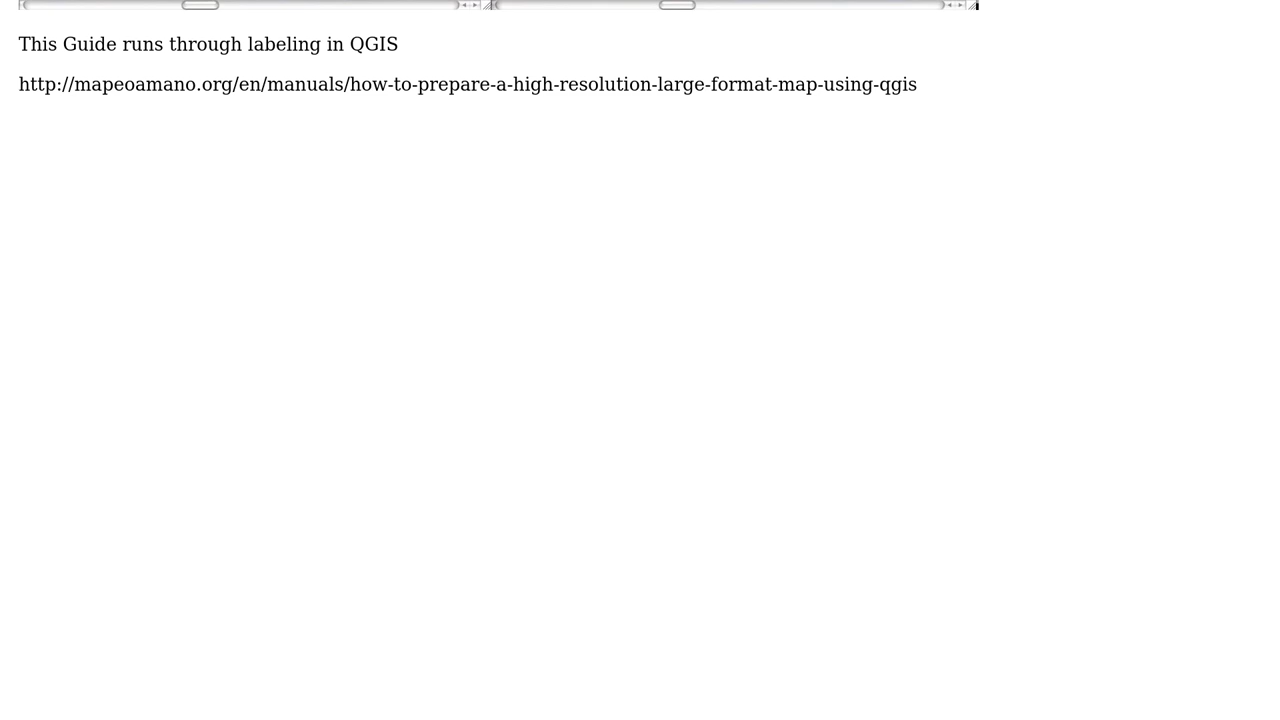 This Guide runs through labeling in QGIS
http://mapeoamano.org/en/manuals/how-to-prepare-a-high-resolution-large-format-map-using-qgis